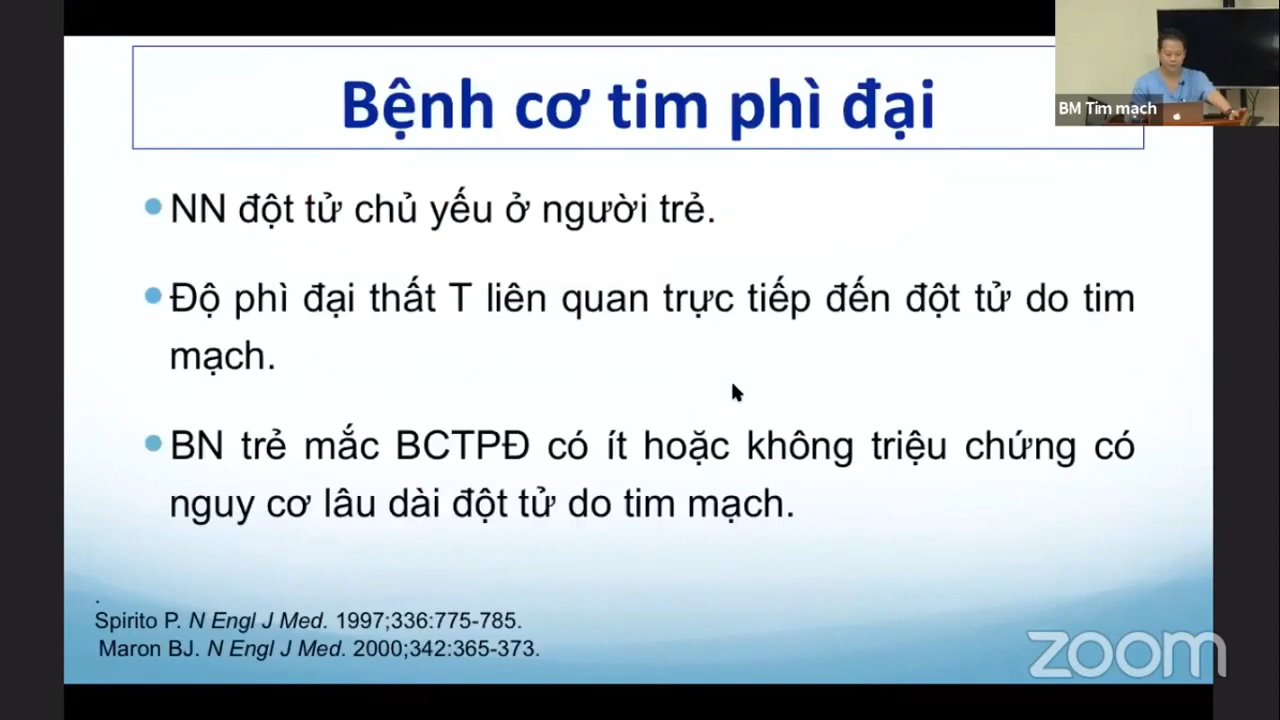 Bệnh cơ tim phì đại
BM Tim mạch
NN đột tử chủ yếu ở người trẻ.
Độ phì đại thất T liên quan trực tiếp đến đột tử do tim
mạch.
BN trẻ mắc BCTPĐ có ít hoặc không triệu chứng có
nguy cơ lâu dài đột tử do tim mạch.
.
Spirito P. N Engl J Med. 1997;336:775-785.
Maron BJ. N Engl J Med. 2000;342:365-373.
zoom